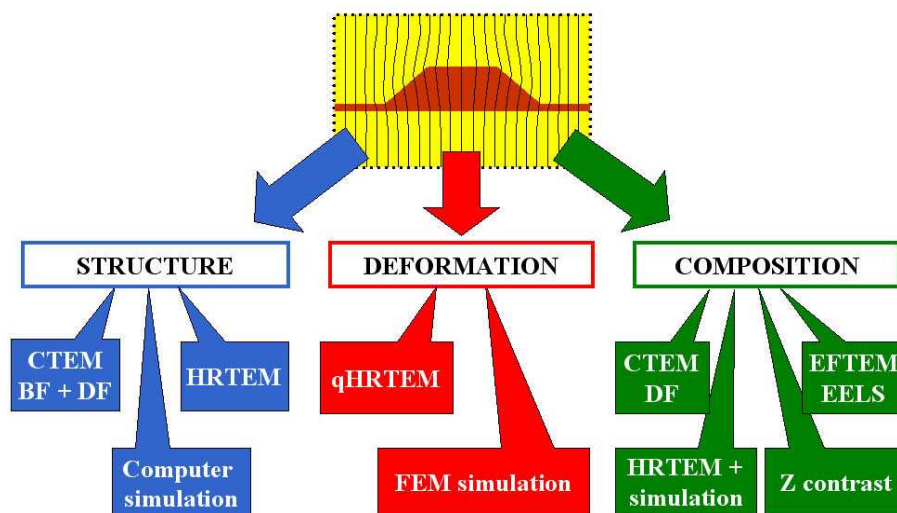 STRUCTURE
DEFORMATION
COMPOSITION
CTEM
BF + DF
HRTEM
Computer
simulation
qHRTEM
FEM simulation
CTEM
DF
EFTEM
EELS
HRTEM +
simulation
Z contrast